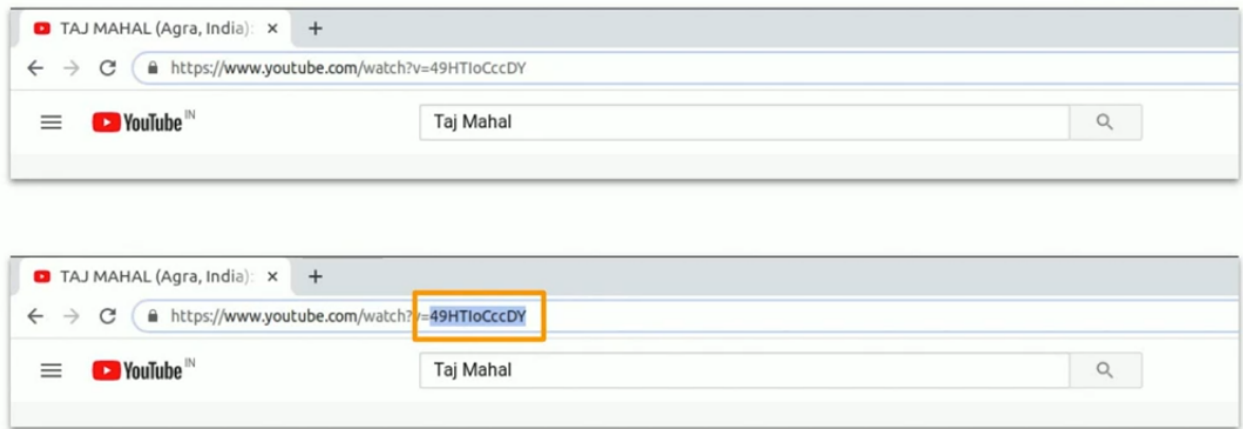 TAJ MAHAL (Agra, India):
https://www.youtube.com/watch?v=49HTIoCccDY
YouTube IN
Taj Mahal
TAJ MAHAL (Agra, India):
https://www.youtube.com/watch?v=49HTIoCccDY
YouTube IN
Taj Mahal